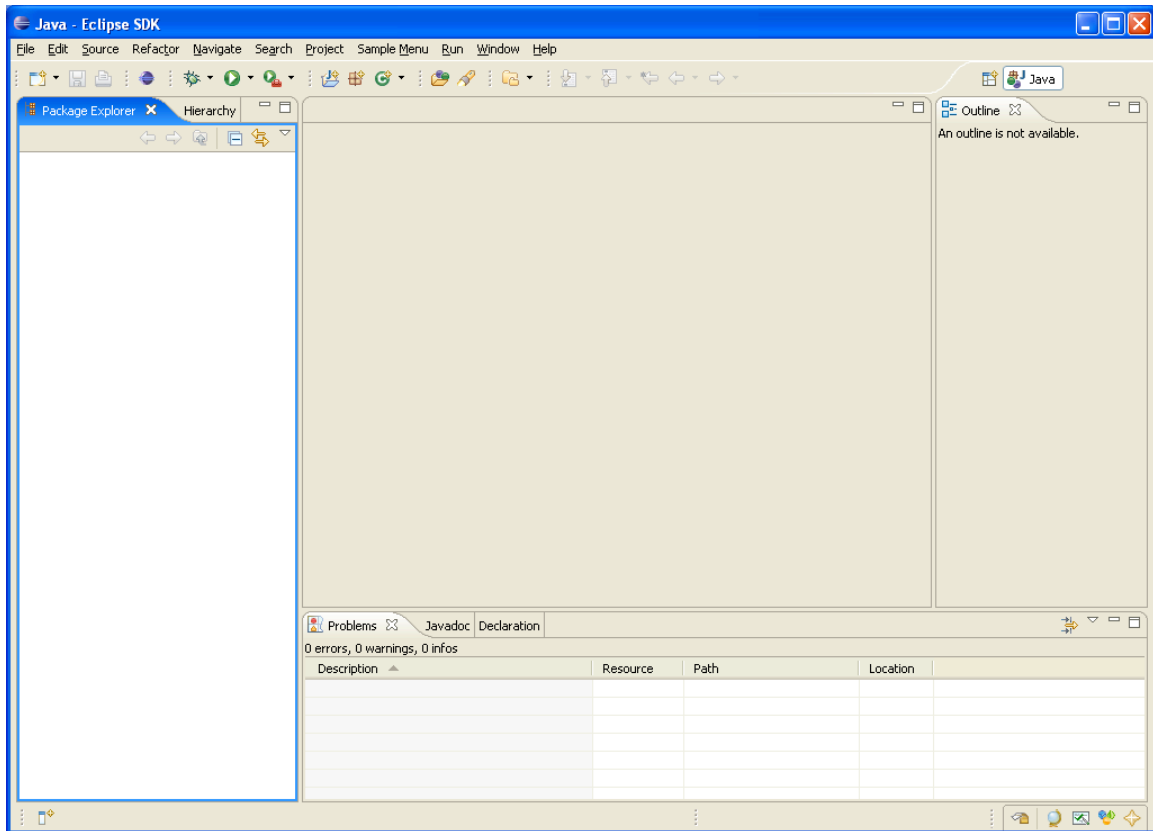 Java - Eclipse SDK
File Edit Source Refactor Navigate Search Project Sample Menu Run Window Help
Java
Package Explorer Hierarchy
Outline
An outline is not available.
Problems Javadoc Declaration
0 errors, 0 warnings, 0 infos
Description Resource Path Location